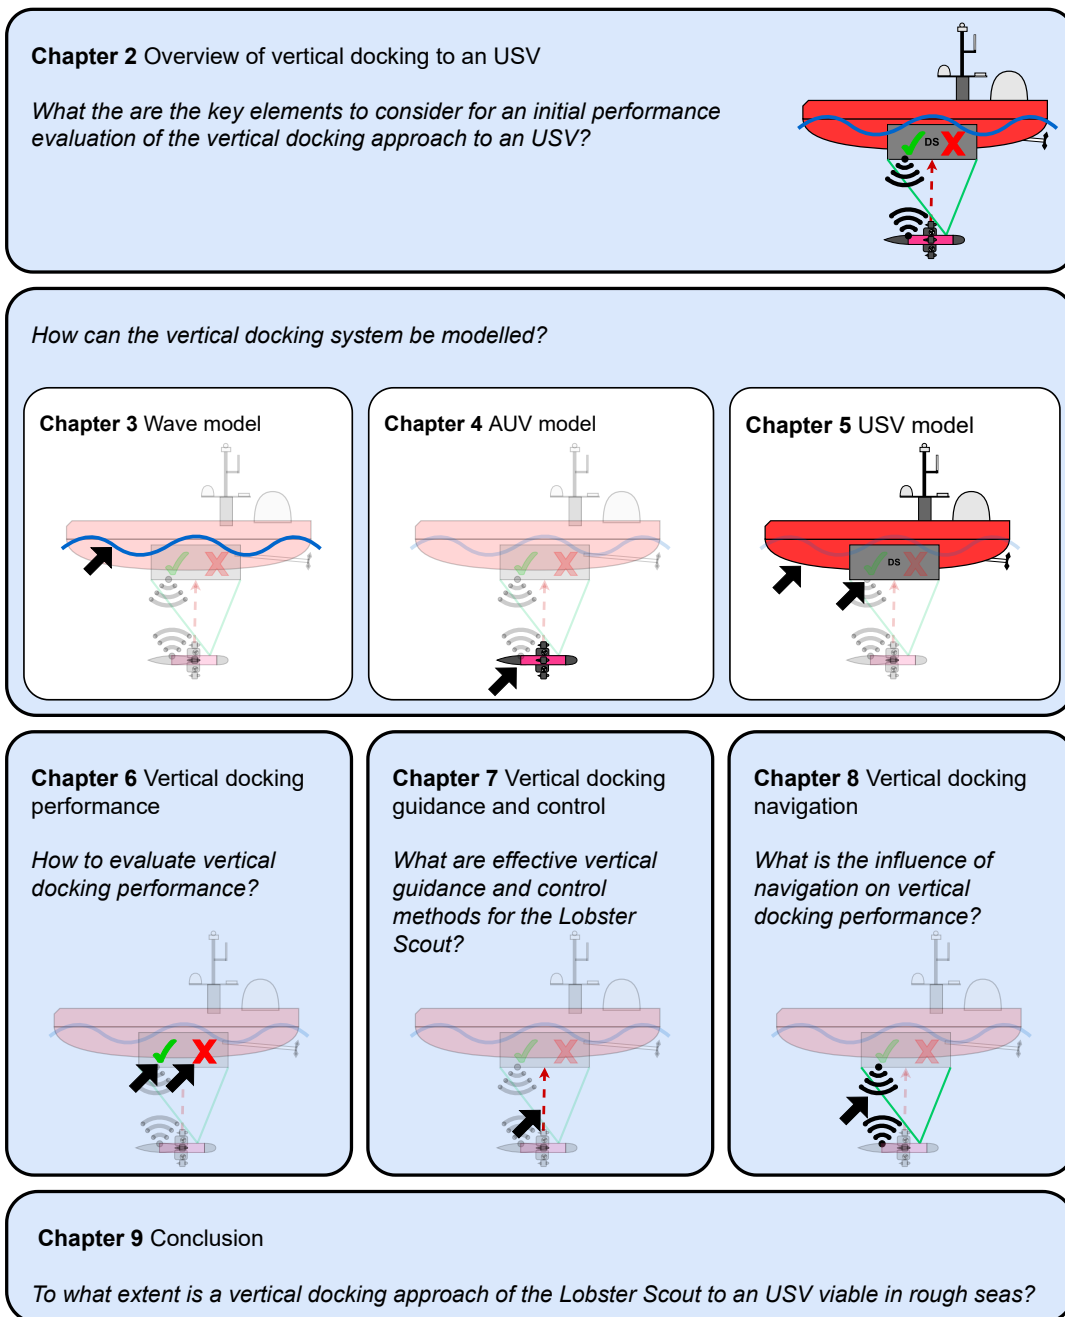 Chapter 2 Overview of vertical docking to an USV
What the are the key elements to consider for an initial performance
evaluation of the vertical docking approach to an USV?
DS
How can the vertical docking system be modelled?
Chapter 3 Wave model
Chapter 4 AUV model
Chapter 5 USV model
DS
Chapter 6 Vertical docking
performance
How to evaluate vertical
docking performance?
Chapter 7 Vertical docking
guidance and control
What are effective vertical
guidance and control
methods for the Lobster
Scout?
Chapter 8 Vertical docking
navigation
What is the influence of
navigation on vertical
docking performance?
Chapter 9 Conclusion
To what extent is a vertical docking approach of the Lobster Scout to an USV viable in rough seas?